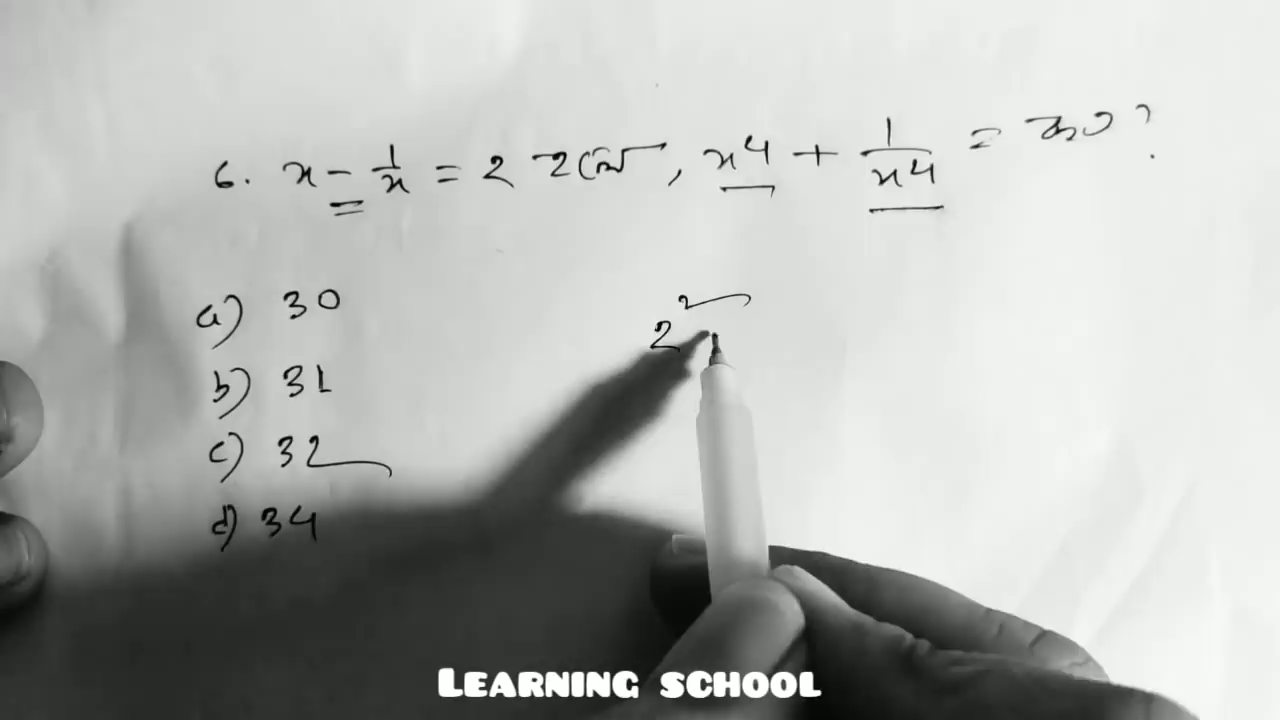 6. x - 1/x = 2 হলে, x⁴ + 1/x⁴ = কত?
a) 30
b) 31
c) 32
d) 34
2²
LEARNING SCHOOL